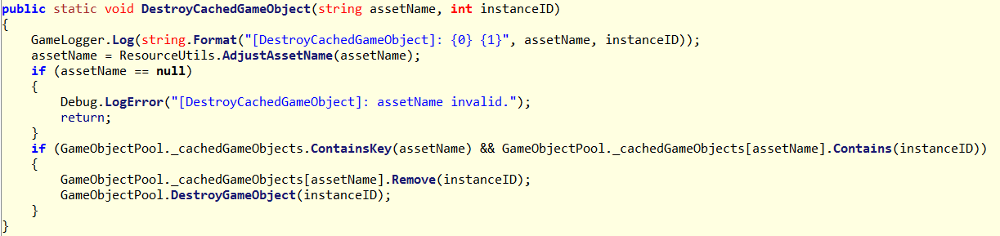 public static void DestroyCachedGameObject(string assetName, int instanceID)
{
    GameLogger.Log(string.Format("[DestroyCachedGameObject]: {0} {1}", assetName, instanceID));
    assetName = ResourceUtils.AdjustAssetName(assetName);
    if (assetName == null)
    {
        Debug.LogError("[DestroyCachedGameObject]: assetName invalid.");
        return;
    }
    if (GameObjectPool._cachedGameObjects.ContainsKey(assetName) && GameObjectPool._cachedGameObjects[assetName].Contains(instanceID))
    {
        GameObjectPool._cachedGameObjects[assetName].Remove(instanceID);
        GameObjectPool.DestroyGameObject(instanceID);
    }
}